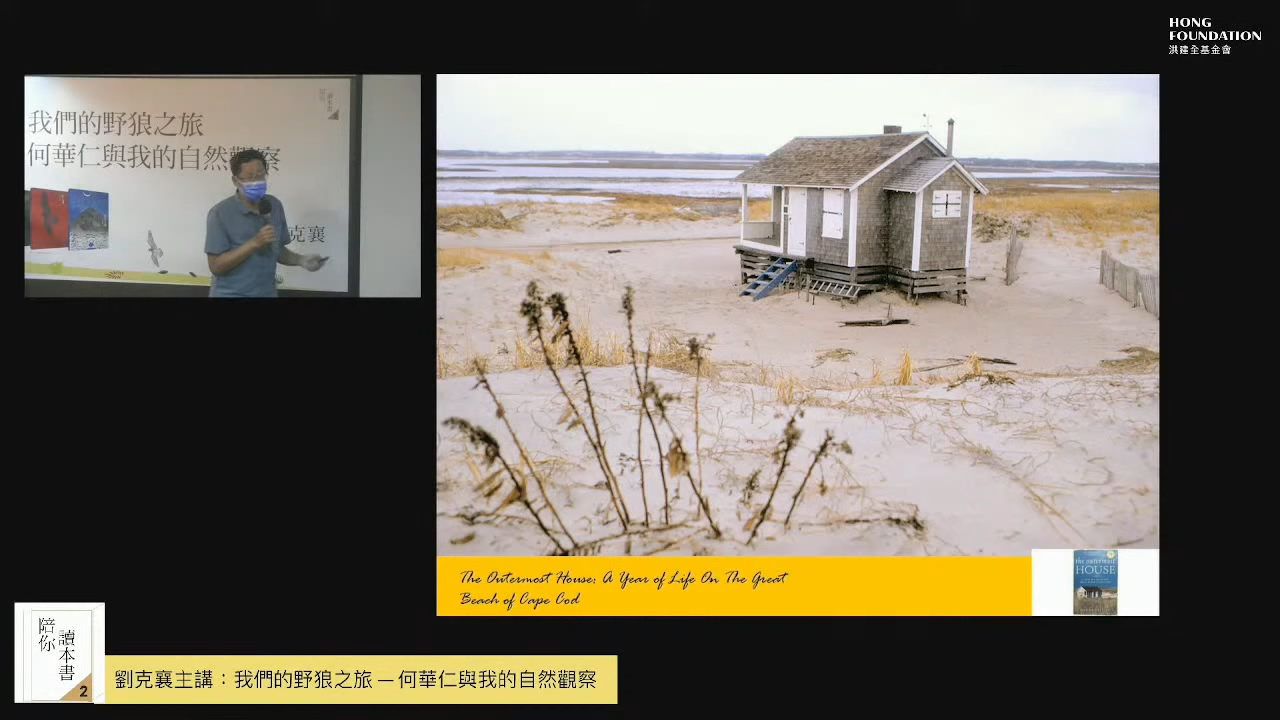 HONG
FOUNDATION
洪建全基金會
我們的野狼之旅
何華仁與我的自然觀察
克襄
The Outermost House: A Year of Life On The Great
Beach of Cape Cod
the outermost
HOUSE
陪你
讀本書
2
劉克襄主講：我們的野狼之旅 — 何華仁與我的自然觀察